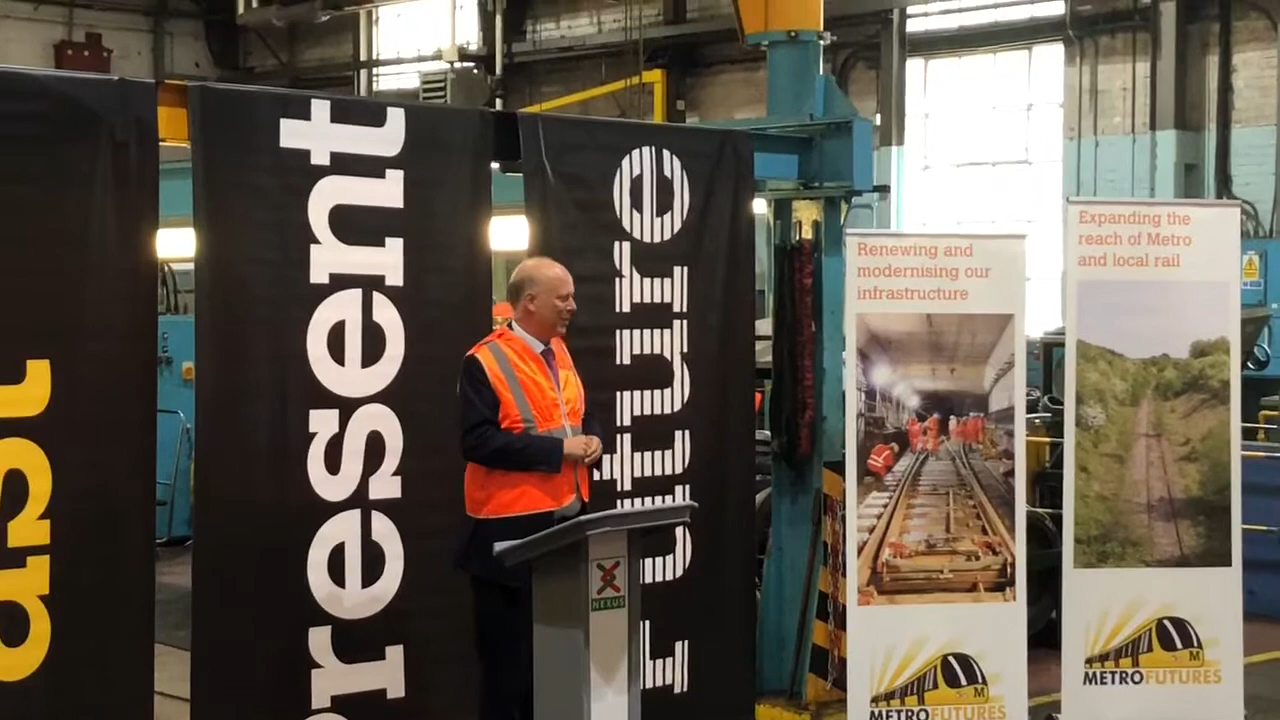 ast
present
Future
NEXUS
Renewing and
modernising our
infrastructure
METROFUTURES
Expanding the
reach of Metro
and local rail
M
METROFUTURES
M